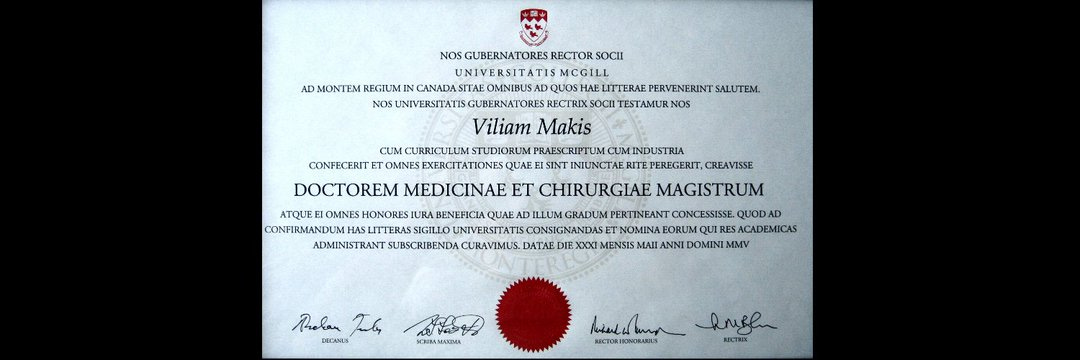 NOS GUBERNATORES RECTOR SOCII
UNIVERSITATIS MCGILL
AD MONTEM REGIUM IN CANADA SITAE OMNIBUS AD QUOS HAE LITTERAE PERVENERINT SALUTEM.
NOS UNIVERSITATIS GUBERNATORES RECTRIX SOCII TESTAMUR NOS
Viliam Makis
CUM CURRICULUM STUDIORUM PRAESCRIPTUM CUM INDUSTRIA
CONFECERIT ET OMNES EXERCITATIONES QUAE EI SINT INIUNCTAE RITE PEREGERIT, CREAVISSE
DOCTOREM MEDICINAE ET CHIRURGIAE MAGISTRUM
ATQUE EI OMNES HONORES IURA BENEFICIA QUAE AD ILLUM GRADUM PERTINEANT CONCESSISSE. QUOD AD
CONFIRMANDUM HAS LITTERAS SIGILLO UNIVERSITATIS CONSIGNANDAS ET NOMINA EORUM QUI RES ACADEMICAS
ADMINISTRANT SUBSCRIBENDA CURAVIMUS. DATAE DIE XXXI MENSIS MAII ANNI DOMINI MMV
DECANUS SCRIBA MAXIMA RECTOR HONORARIUS RECTRIX